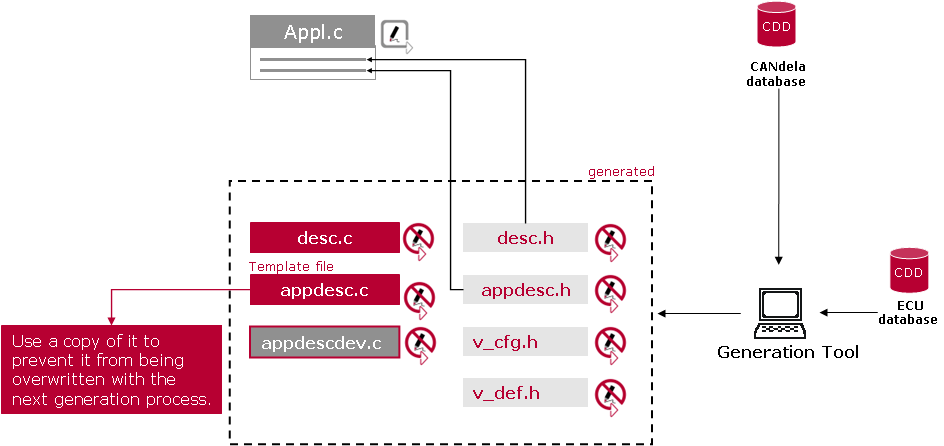 Appl.c
CDD
CANdela
database
generated
desc.c
desc.h
Template file
appdesc.c
appdesc.h
CDD
ECU
database
Use a copy of it to
prevent it from being
overwritten with the
next generation process.
appdescdev.c
v_cfg.h
Generation Tool
v_def.h